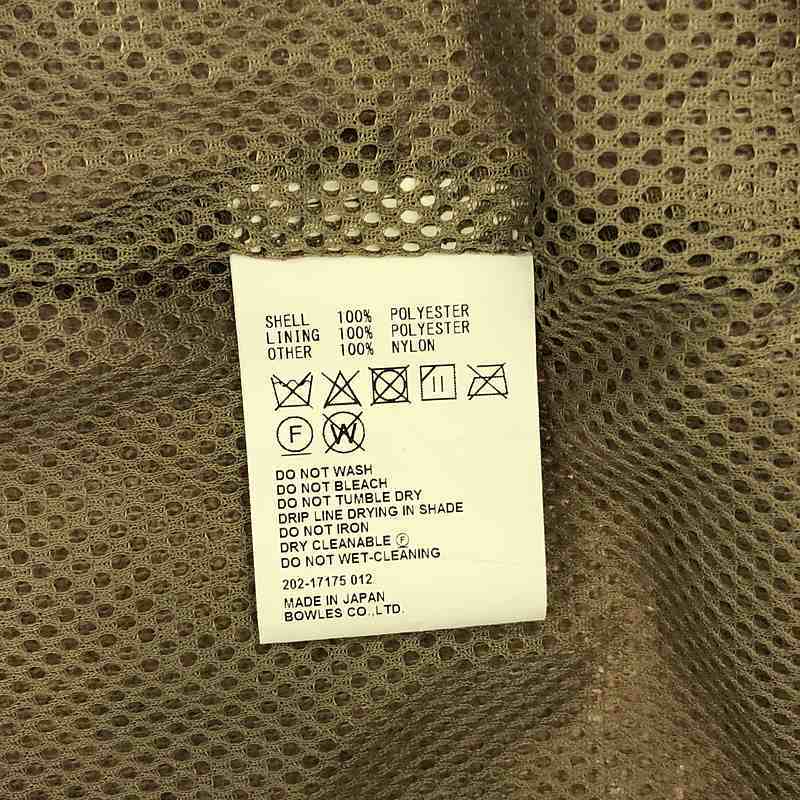 SHELL 100% POLYESTER
LINING 100% POLYESTER
OTHER 100% NYLON
F W
DO NOT WASH
DO NOT BLEACH
DO NOT TUMBLE DRY
DRIP LINE DRYING IN SHADE
DO NOT IRON
DRY CLEANABLE Ⓕ
DO NOT WET-CLEANING
202-17175 012
MADE IN JAPAN
BOWLES CO.,LTD.